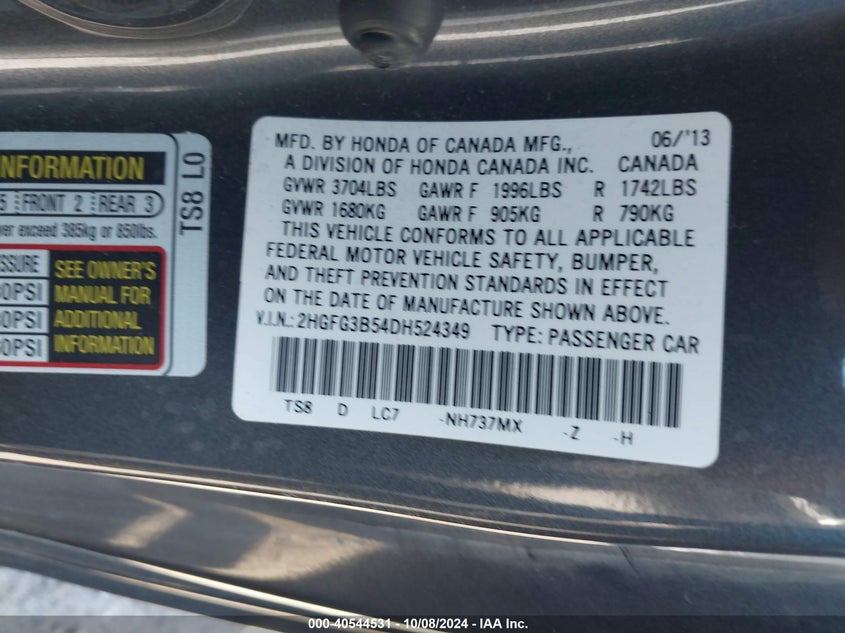 INFORMATION
5 FRONT 2 REAR 3
exceed 385kg or 850lbs.
SEE OWNER'S
MANUAL FOR
ADDITIONAL
INFORMATION
TS8 L0
MFD. BY HONDA OF CANADA MFG., 06/'13
A DIVISION OF HONDA CANADA INC. CANADA
GVWR 3704LBS GAWR F 1996LBS R 1742LBS
GVWR 1680KG GAWR F 905KG R 790KG
THIS VEHICLE CONFORMS TO ALL APPLICABLE
FEDERAL MOTOR VEHICLE SAFETY, BUMPER,
AND THEFT PREVENTION STANDARDS IN EFFECT
ON THE DATE OF MANUFACTURE SHOWN ABOVE.
V.I.N.: 2HGFG3B54DH524349 TYPE: PASSENGER CAR
TS8 D LC7 -NH737MX -Z -H
000-40544531 - 10/08/2024 - IAA Inc.